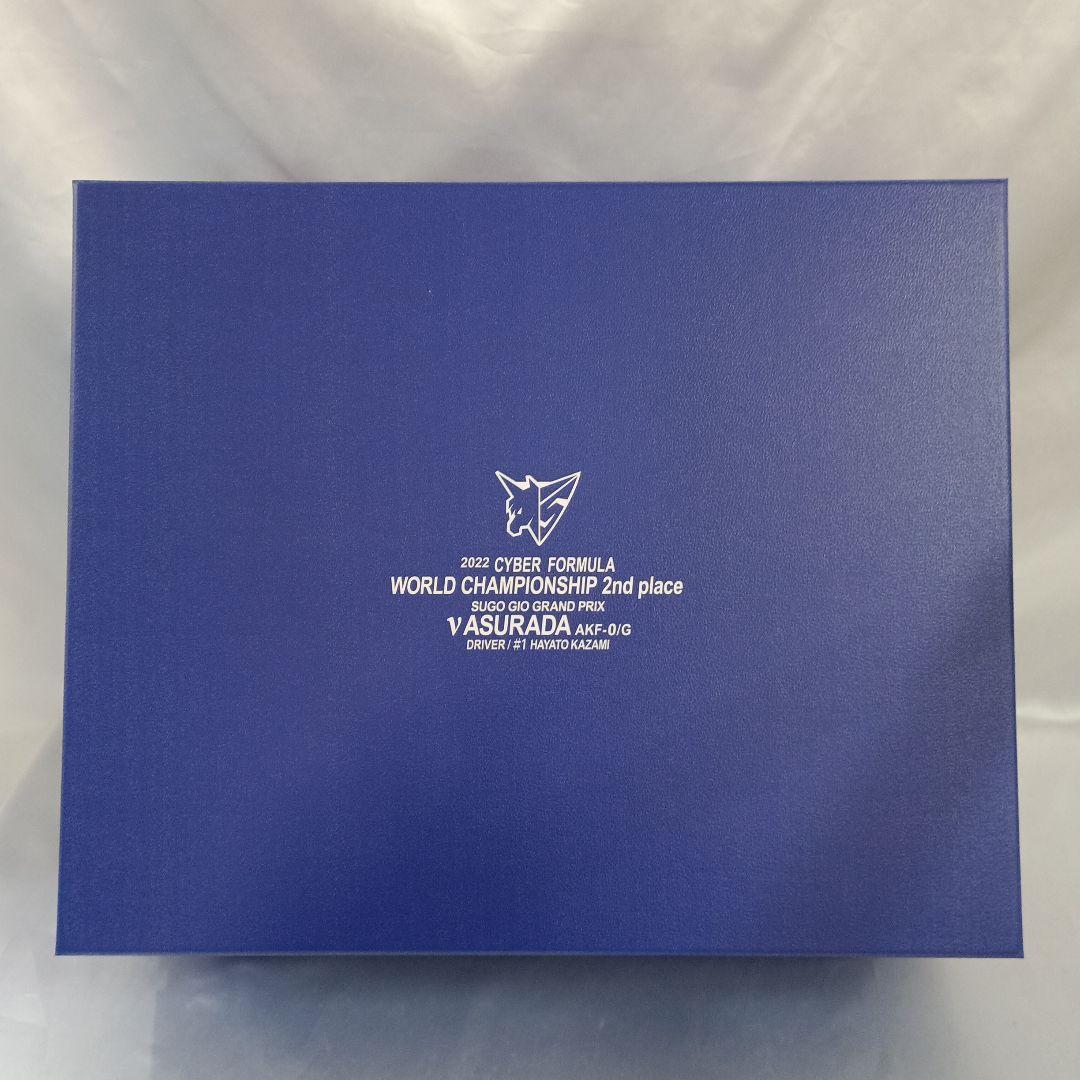 2022 CYBER FORMULA
WORLD CHAMPIONSHIP 2nd place
SUGO GIO GRAND PRIX
νASURADA AKF-0/G
DRIVER / #1 HAYATO KAZAMI